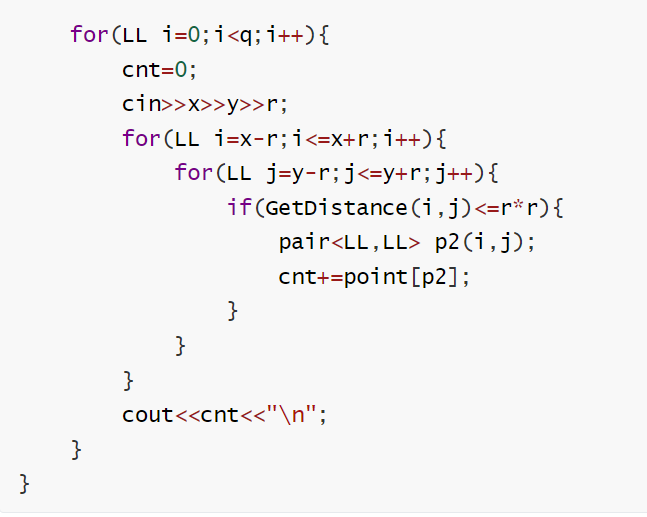 for(LL i=0;i<q;i++){
cnt=0;
cin>>x>>y>>r;
for(LL i=x-r;i<=x+r;i++){
for(LL j=y-r;j<=y+r;j++){
if(GetDistance(i,j)<=r*r){
pair<LL,LL> p2(i,j);
cnt+=point[p2];
}
}
}
cout<<cnt<<"\n";
}
}